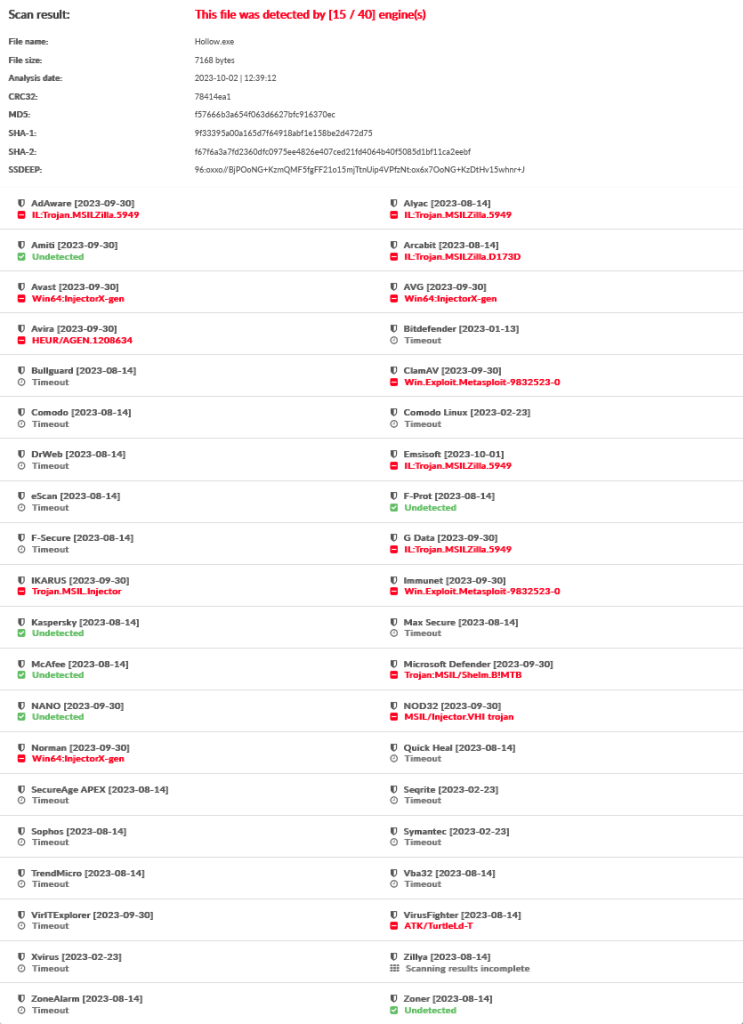 Scan result: This file was detected by [15 / 40] engine(s)
File name: Hollow.exe
File size: 7168 bytes
Analysis date: 2023-10-02 | 12:39:12
CRC32: 78414ea1
MD5: f57666b3a654f063d6627bfc916370ec
SHA-1: 9f33395a00a165d7f64918abf1e158be2d472d75
SHA-2: f67f6a3a7fd2360dfc0975ee4826e407ced21fd4064b40f5085d1bf11ca2eebf
SSDEEP: 96:oxxo//BjPOoNG+KzmQMF5fgFF21o15mjTtnUip4VPfzNt:ox6x7OoNG+KzDtHv15whnr+J
AdAware [2023-09-30] Alyac [2023-08-14]
IL:Trojan.MSILZilla.5949 IL:Trojan.MSILZilla.5949
Amiti [2023-09-30] Arcabit [2023-08-14]
Undetected IL:Trojan.MSILZilla.D173D
Avast [2023-09-30] AVG [2023-09-30]
Win64:InjectorX-gen Win64:InjectorX-gen
Avira [2023-09-30] Bitdefender [2023-01-13]
HEUR/AGEN.1208634 Timeout
Bullguard [2023-08-14] ClamAV [2023-09-30]
Timeout Win.Exploit.Metasploit-9832523-0
Comodo [2023-08-14] Comodo Linux [2023-02-23]
Timeout Timeout
DrWeb [2023-08-14] Emsisoft [2023-10-01]
Timeout IL:Trojan.MSILZilla.5949
eScan [2023-08-14] F-Prot [2023-08-14]
Timeout Undetected
F-Secure [2023-08-14] G Data [2023-09-30]
Timeout IL:Trojan.MSILZilla.5949
IKARUS [2023-09-30] Immunet [2023-09-30]
Trojan.MSIL.Injector Win.Exploit.Metasploit-9832523-0
Kaspersky [2023-08-14] Max Secure [2023-08-14]
Undetected Timeout
McAfee [2023-08-14] Microsoft Defender [2023-09-30]
Undetected Trojan:MSIL/Shelm.B!MTB
NANO [2023-09-30] NOD32 [2023-09-30]
Undetected MSIL/Injector.VHI trojan
Norman [2023-09-30] Quick Heal [2023-08-14]
Win64:InjectorX-gen Timeout
SecureAge APEX [2023-08-14] Seqrite [2023-02-23]
Timeout Timeout
Sophos [2023-08-14] Symantec [2023-02-23]
Timeout Timeout
TrendMicro [2023-08-14] Vba32 [2023-08-14]
Timeout Timeout
VirITExplorer [2023-09-30] VirusFighter [2023-08-14]
Timeout ATK/TurtleLd-T
Xvirus [2023-02-23] Zillya [2023-08-14]
Timeout Scanning results incomplete
ZoneAlarm [2023-08-14] Zoner [2023-08-14]
Timeout Undetected